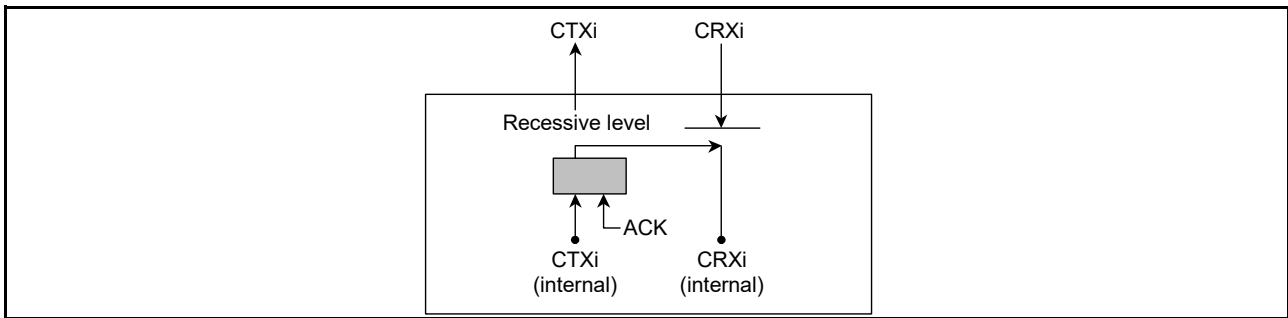 CTXi
CRXi
Recessive level
ACK
CTXi
(internal)
CRXi
(internal)